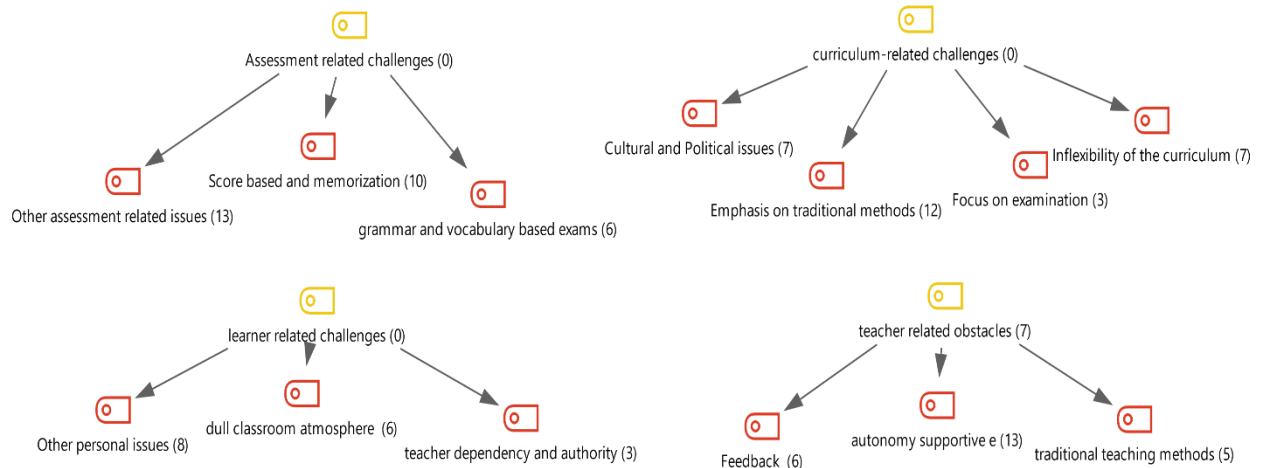 Assessment related challenges (0)
Other assessment related issues (13)
Score based and memorization (10)
grammar and vocabulary based exams (6)
curriculum-related challenges (0)
Cultural and Political issues (7)
Emphasis on traditional methods (12)
Focus on examination (3)
Inflexibility of the curriculum (7)
learner related challenges (0)
Other personal issues (8)
dull classroom atmosphere (6)
teacher dependency and authority (3)
teacher related obstacles (7)
Feedback (6)
autonomy supportive e (13)
traditional teaching methods (5)